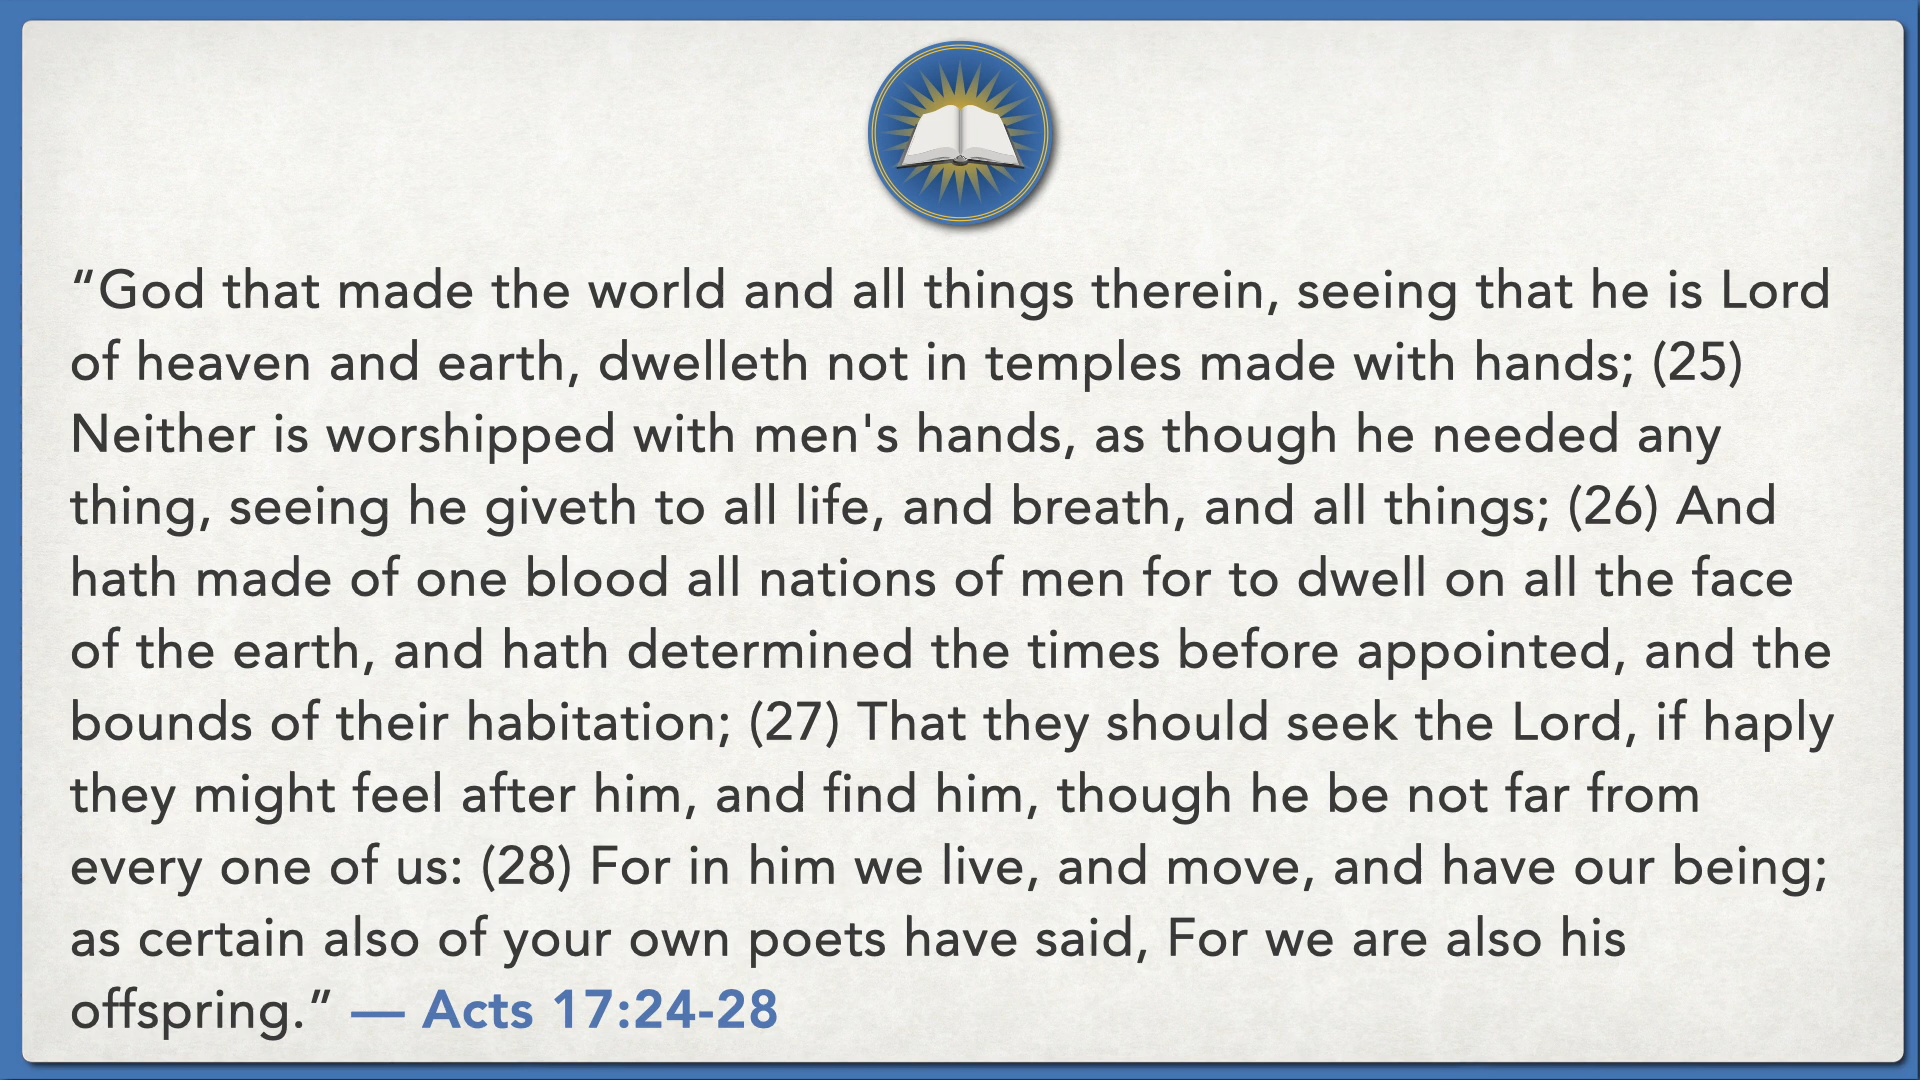 “God that made the world and all things therein, seeing that he is Lord
of heaven and earth, dwelleth not in temples made with hands; (25)
Neither is worshipped with men's hands, as though he needed any
thing, seeing he giveth to all life, and breath, and all things; (26) And
hath made of one blood all nations of men for to dwell on all the face
of the earth, and hath determined the times before appointed, and the
bounds of their habitation; (27) That they should seek the Lord, if haply
they might feel after him, and find him, though he be not far from
every one of us: (28) For in him we live, and move, and have our being;
as certain also of your own poets have said, For we are also his
offspring.” — Acts 17:24-28